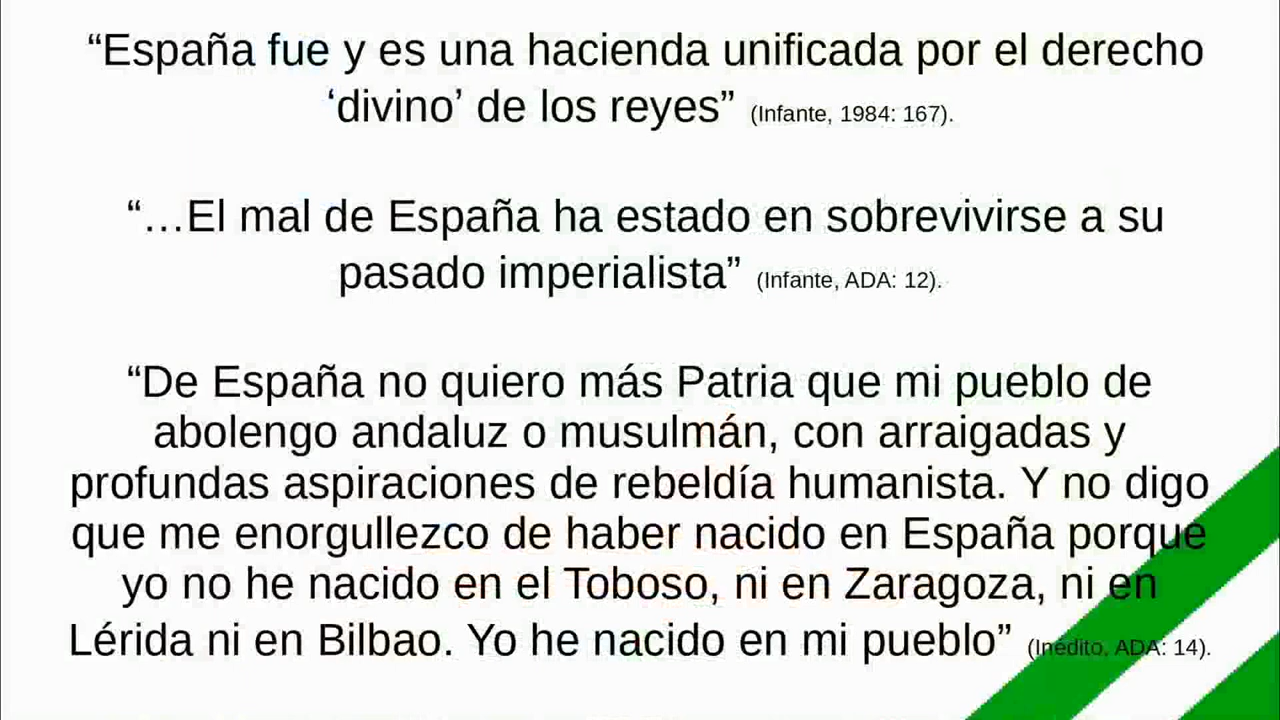 “España fue y es una hacienda unificada por el derecho
‘divino’ de los reyes” (Infante, 1984: 167).
“…El mal de España ha estado en sobrevivirse a su
pasado imperialista” (Infante, ADA: 12).
“De España no quiero más Patria que mi pueblo de
abolengo andaluz o musulmán, con arraigadas y
profundas aspiraciones de rebeldía humanista. Y no digo
que me enorgullezco de haber nacido en España porque
yo no he nacido en el Toboso, ni en Zaragoza, ni en
Lérida ni en Bilbao. Yo he nacido en mi pueblo” (Inédito, ADA: 14).